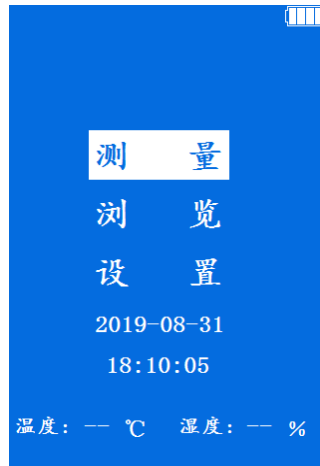 测 量
浏 览
设 置
2019-08-31
18:10:05
温度: -- ℃ 湿度: -- %